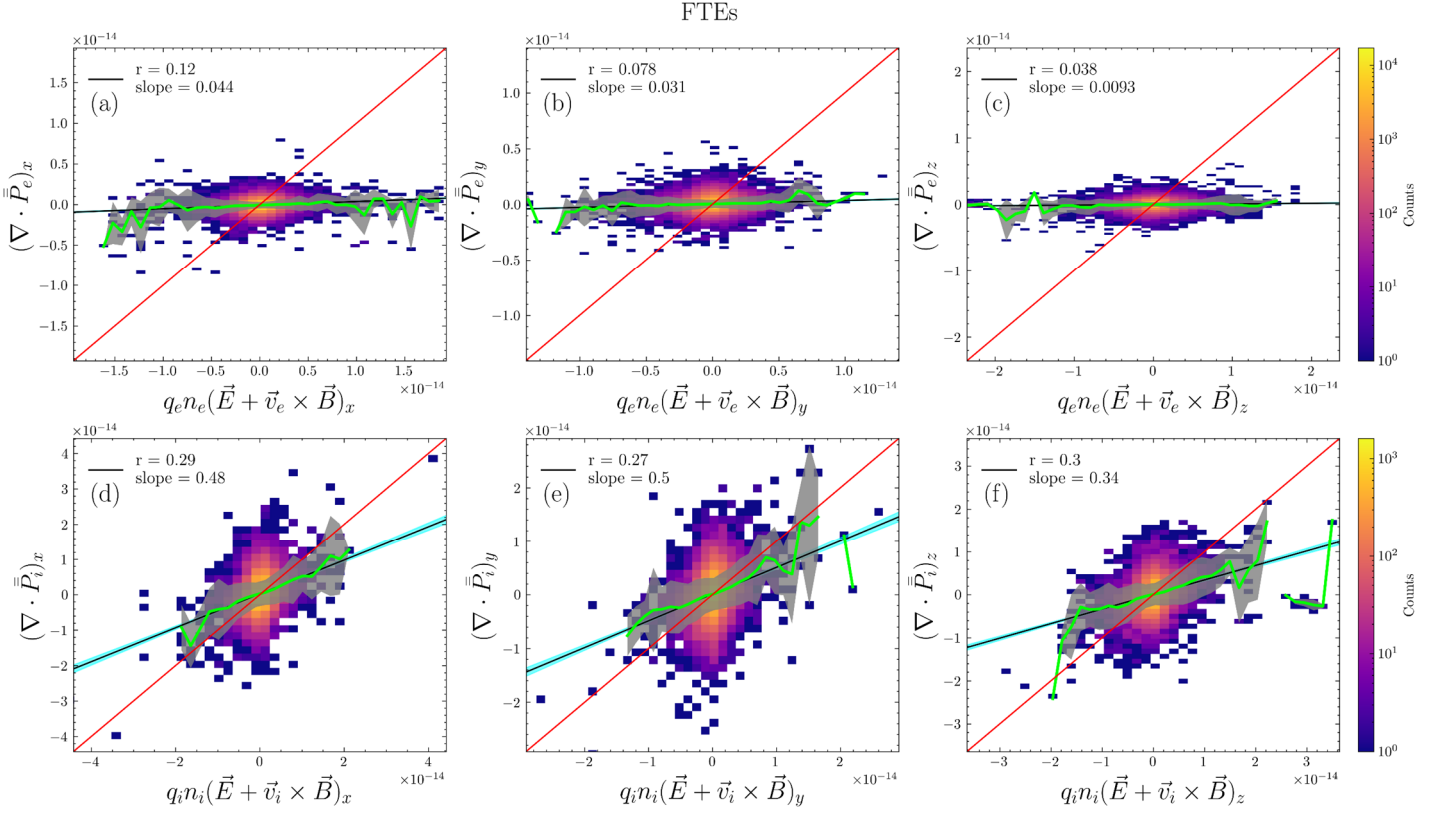 FTEs
×10⁻¹⁴
r = 0.12
slope = 0.044
(a)
1.5
1.0
0.5
0.0
−0.5
−1.0
−1.5
(∇ · P̿ₑ)ₓ
−1.5 −1.0 −0.5 0.0 0.5 1.0 1.5
×10⁻¹⁴
qₑnₑ(E⃗ + v⃗ₑ × B⃗)ₓ
×10⁻¹⁴
r = 0.078
slope = 0.031
(b)
1.0
0.5
0.0
−0.5
−1.0
(∇ · P̿ₑ)_y
−1.0 −0.5 0.0 0.5 1.0
×10⁻¹⁴
qₑnₑ(E⃗ + v⃗ₑ × B⃗)_y
×10⁻¹⁴
r = 0.038
slope = 0.0093
(c)
2
1
0
−1
−2
(∇ · P̿ₑ)_z
−2 −1 0 1 2
×10⁻¹⁴
qₑnₑ(E⃗ + v⃗ₑ × B⃗)_z
10⁴
10³
10²
10¹
10⁰
Counts
×10⁻¹⁴
r = 0.29
slope = 0.48
(d)
4
3
2
1
0
−1
−2
−3
−4
(∇ · P̿ᵢ)ₓ
−4 −2 0 2 4
×10⁻¹⁴
qᵢnᵢ(E⃗ + v⃗ᵢ × B⃗)ₓ
×10⁻¹⁴
r = 0.27
slope = 0.5
(e)
2
1
0
−1
−2
(∇ · P̿ᵢ)_y
−2 −1 0 1 2
×10⁻¹⁴
qᵢnᵢ(E⃗ + v⃗ᵢ × B⃗)_y
×10⁻¹⁴
r = 0.3
slope = 0.34
(f)
3
2
1
0
−1
−2
−3
(∇ · P̿ᵢ)_z
−3 −2 −1 0 1 2 3
×10⁻¹⁴
qᵢnᵢ(E⃗ + v⃗ᵢ × B⃗)_z
10³
10²
10¹
10⁰
Counts